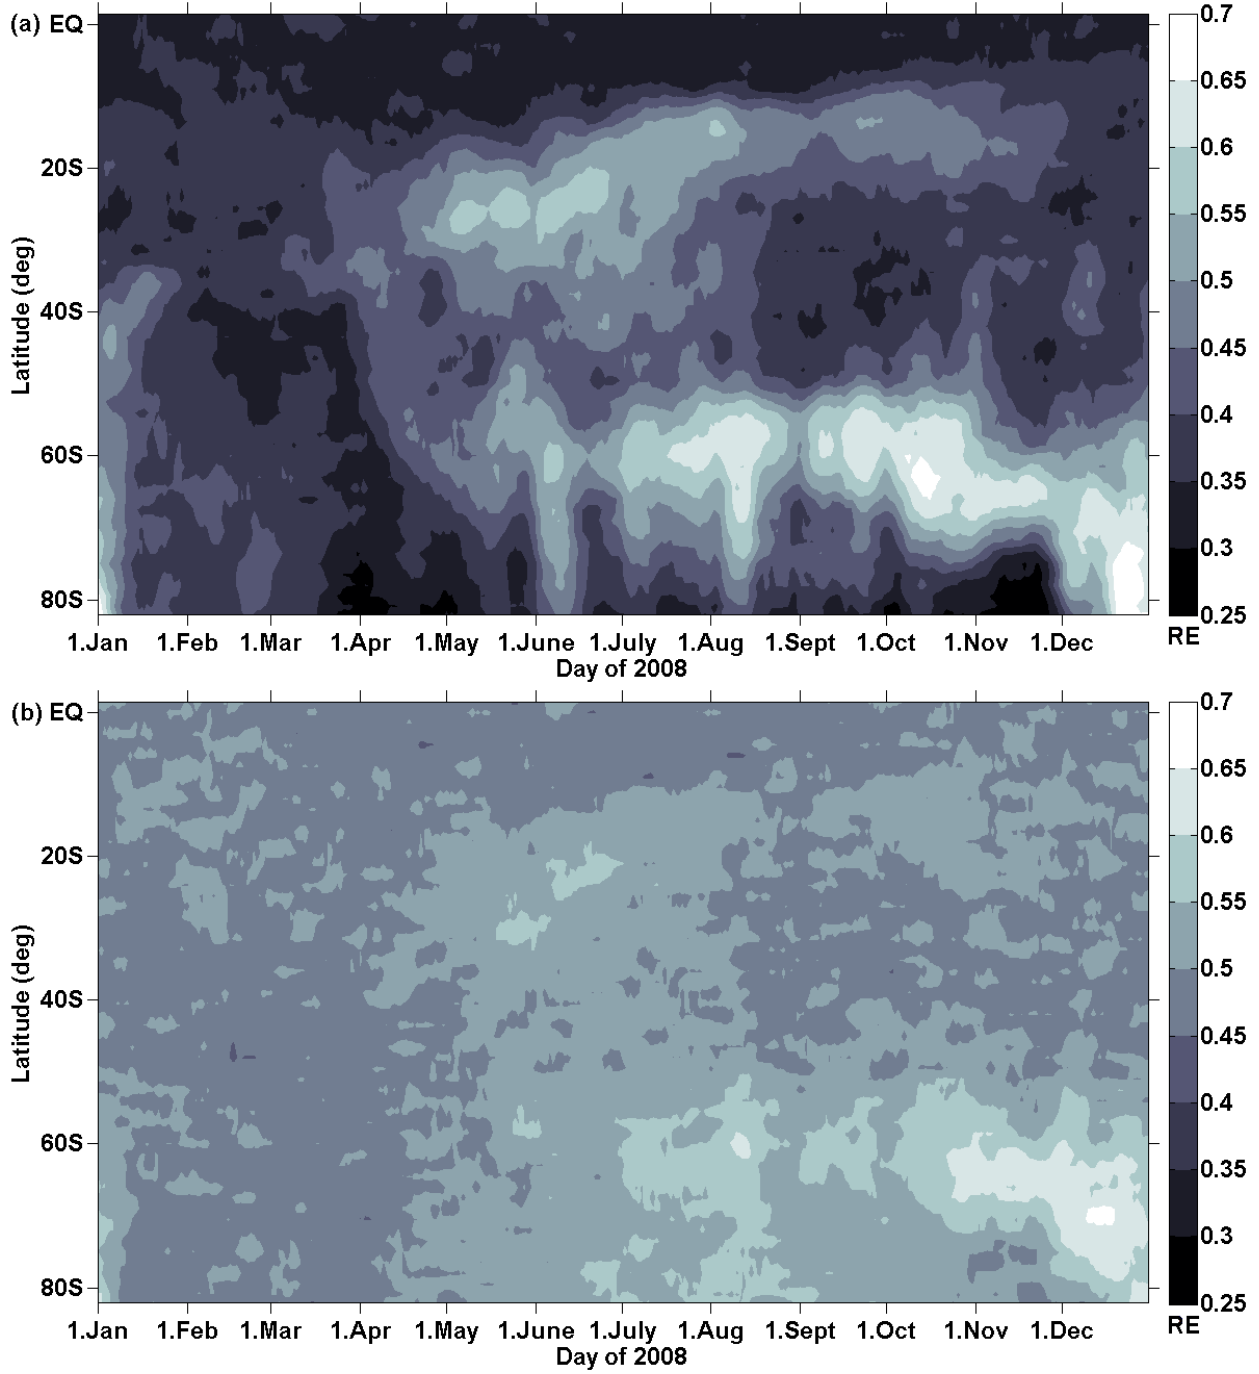 (a) EQ
20S
40S
60S
80S
Latitude (deg)
1.Jan 1.Feb 1.Mar 1.Apr 1.May 1.June 1.July 1.Aug 1.Sept 1.Oct 1.Nov 1.Dec
Day of 2008
0.7
0.65
0.6
0.55
0.5
0.45
0.4
0.35
0.3
0.25
RE
(b) EQ
20S
40S
60S
80S
Latitude (deg)
1.Jan 1.Feb 1.Mar 1.Apr 1.May 1.June 1.July 1.Aug 1.Sept 1.Oct 1.Nov 1.Dec
Day of 2008
0.7
0.65
0.6
0.55
0.5
0.45
0.4
0.35
0.3
0.25
RE